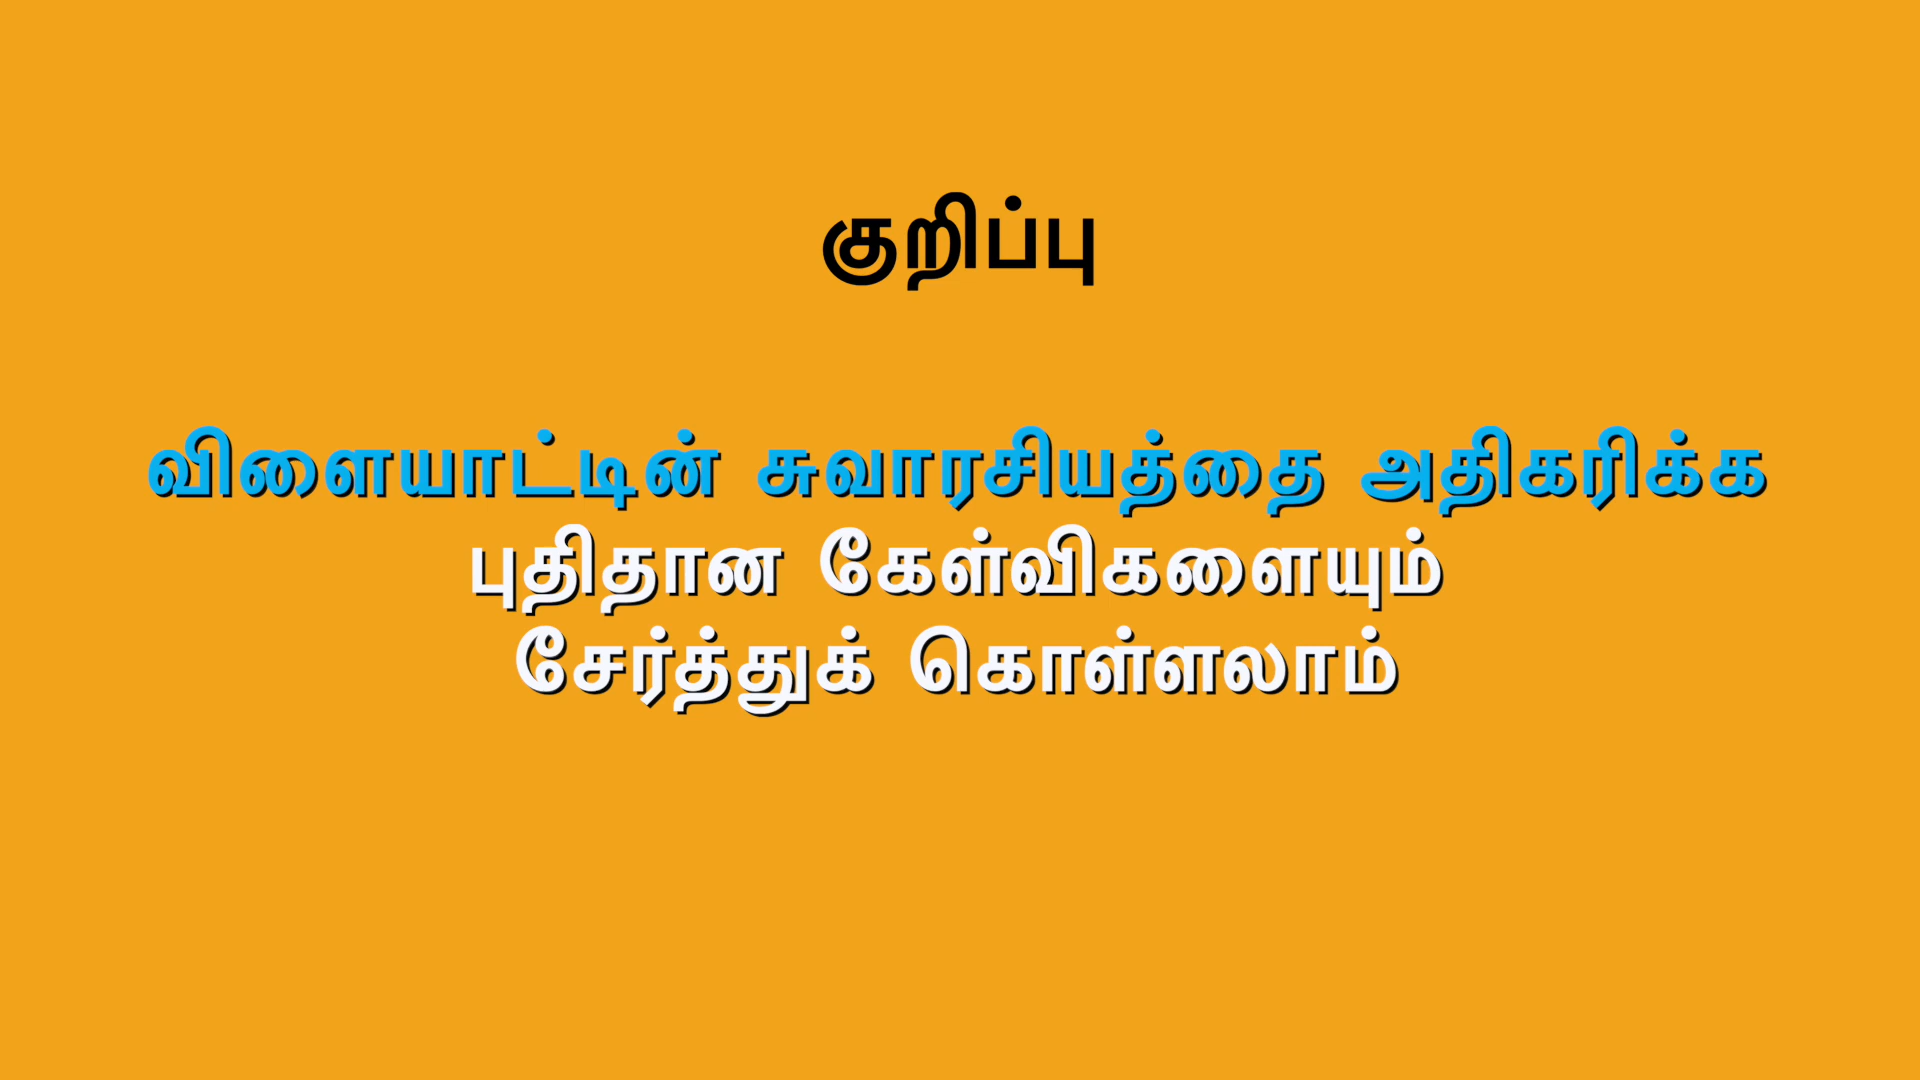 குறிப்பு
விளையாட்டின் சுவாரசியத்தை அதிகரிக்க
புதிதான கேள்விகளையும்
சேர்த்துக் கொள்ளலாம்